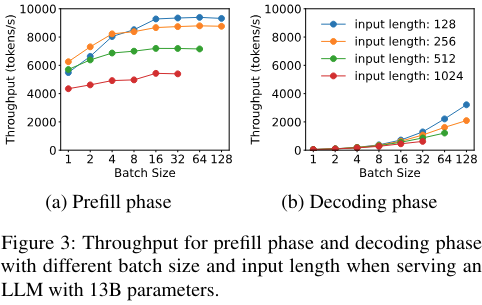 Throughput (tokens/s)
10000
8000
6000
4000
2000
0
1 2 4 8 16 32 64 128
Batch Size
(a) Prefill phase
Throughput (tokens/s)
10000
8000
6000
4000
2000
0
input length: 128
input length: 256
input length: 512
input length: 1024
1 2 4 8 16 32 64 128
Batch Size
(b) Decoding phase
Figure 3: Throughput for prefill phase and decoding phase
with different batch size and input length when serving an
LLM with 13B parameters.